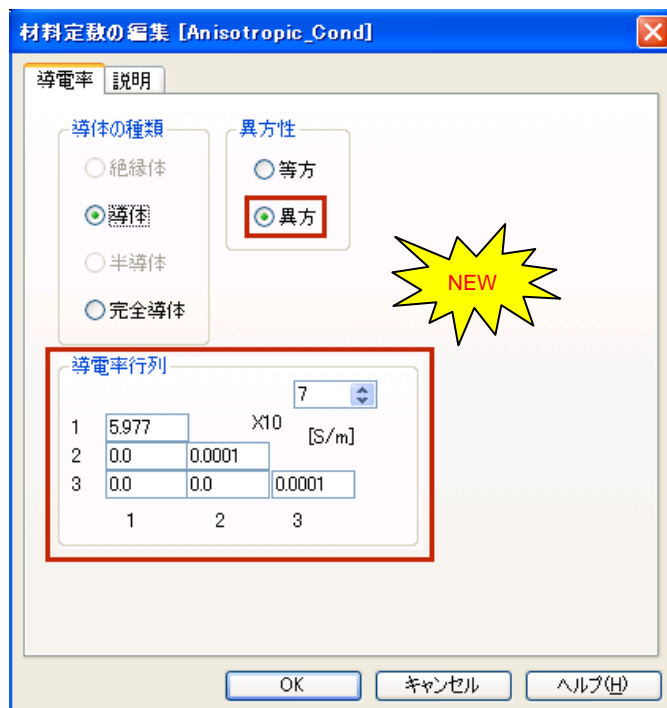 材料定数の編集 [Anisotropic_Cond]
導電率 説明
導体の種類 異方性
絶縁体 等方
導体 異方
半導体
NEW
完全導体
導電率行列
7
1 5.977 X10 [S/m]
2 0.0 0.0001
3 0.0 0.0 0.0001
1 2 3
OK キャンセル ヘルプ(H)